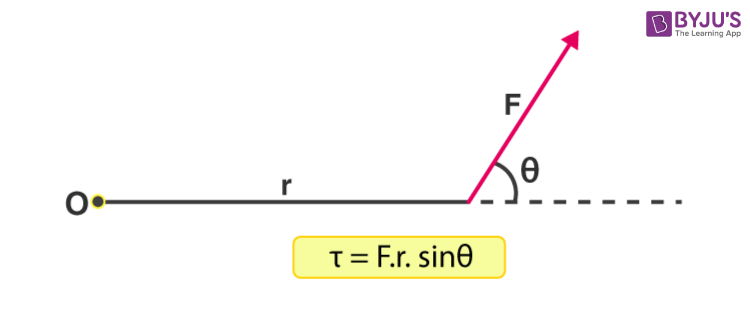 BYJU'S
The Learning App
F
θ
r
O
τ = F.r. sinθ